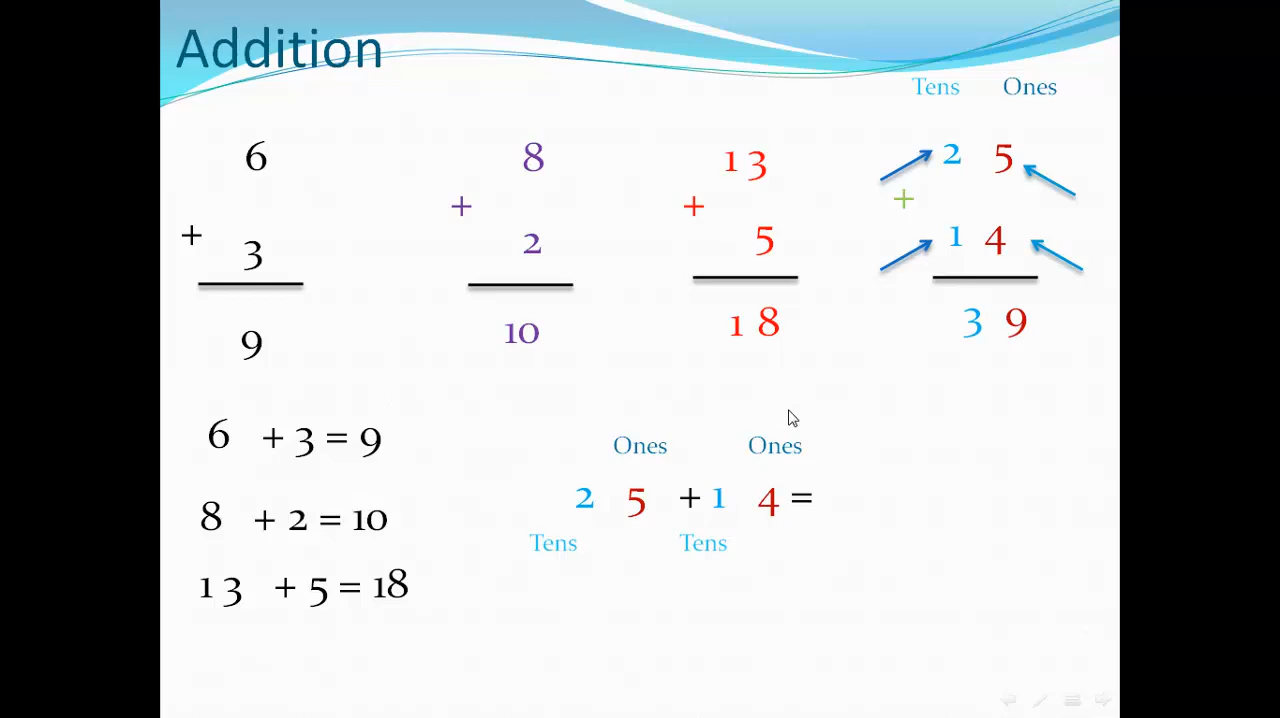 Addition
Tens Ones
6
+ 3
9
8
+
2
10
1 3
+
5
1 8
2 5
+
1 4
3 9
6 + 3 = 9
8 + 2 = 10
1 3 + 5 = 18
Ones Ones
2 5 + 1 4 =
Tens Tens